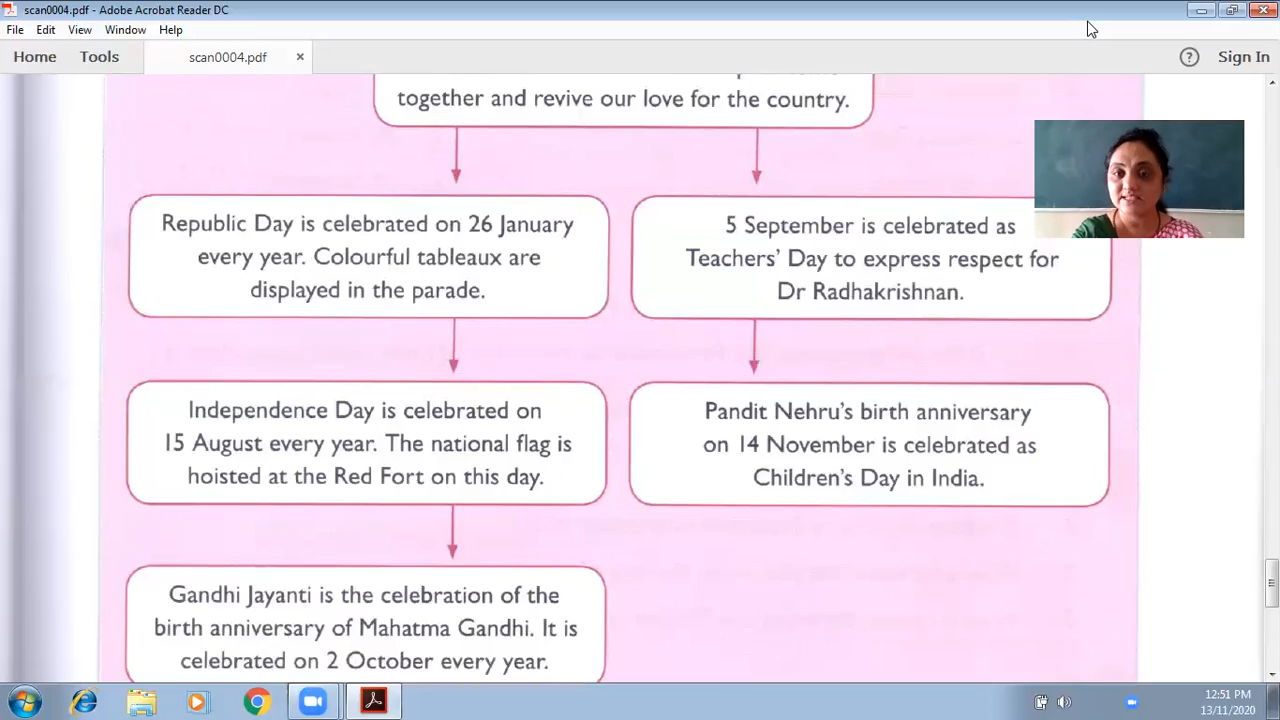 scan0004.pdf - Adobe Acrobat Reader DC
File Edit View Window Help
Home Tools scan0004.pdf × ? Sign In
together and revive our love for the country.
Republic Day is celebrated on 26 January
every year. Colourful tableaux are
displayed in the parade.
5 September is celebrated as
Teachers' Day to express respect for
Dr Radhakrishnan.
Independence Day is celebrated on
15 August every year. The national flag is
hoisted at the Red Fort on this day.
Pandit Nehru's birth anniversary
on 14 November is celebrated as
Children's Day in India.
Gandhi Jayanti is the celebration of the
birth anniversary of Mahatma Gandhi. It is
celebrated on 2 October every year.
12:51 PM
13/11/2020